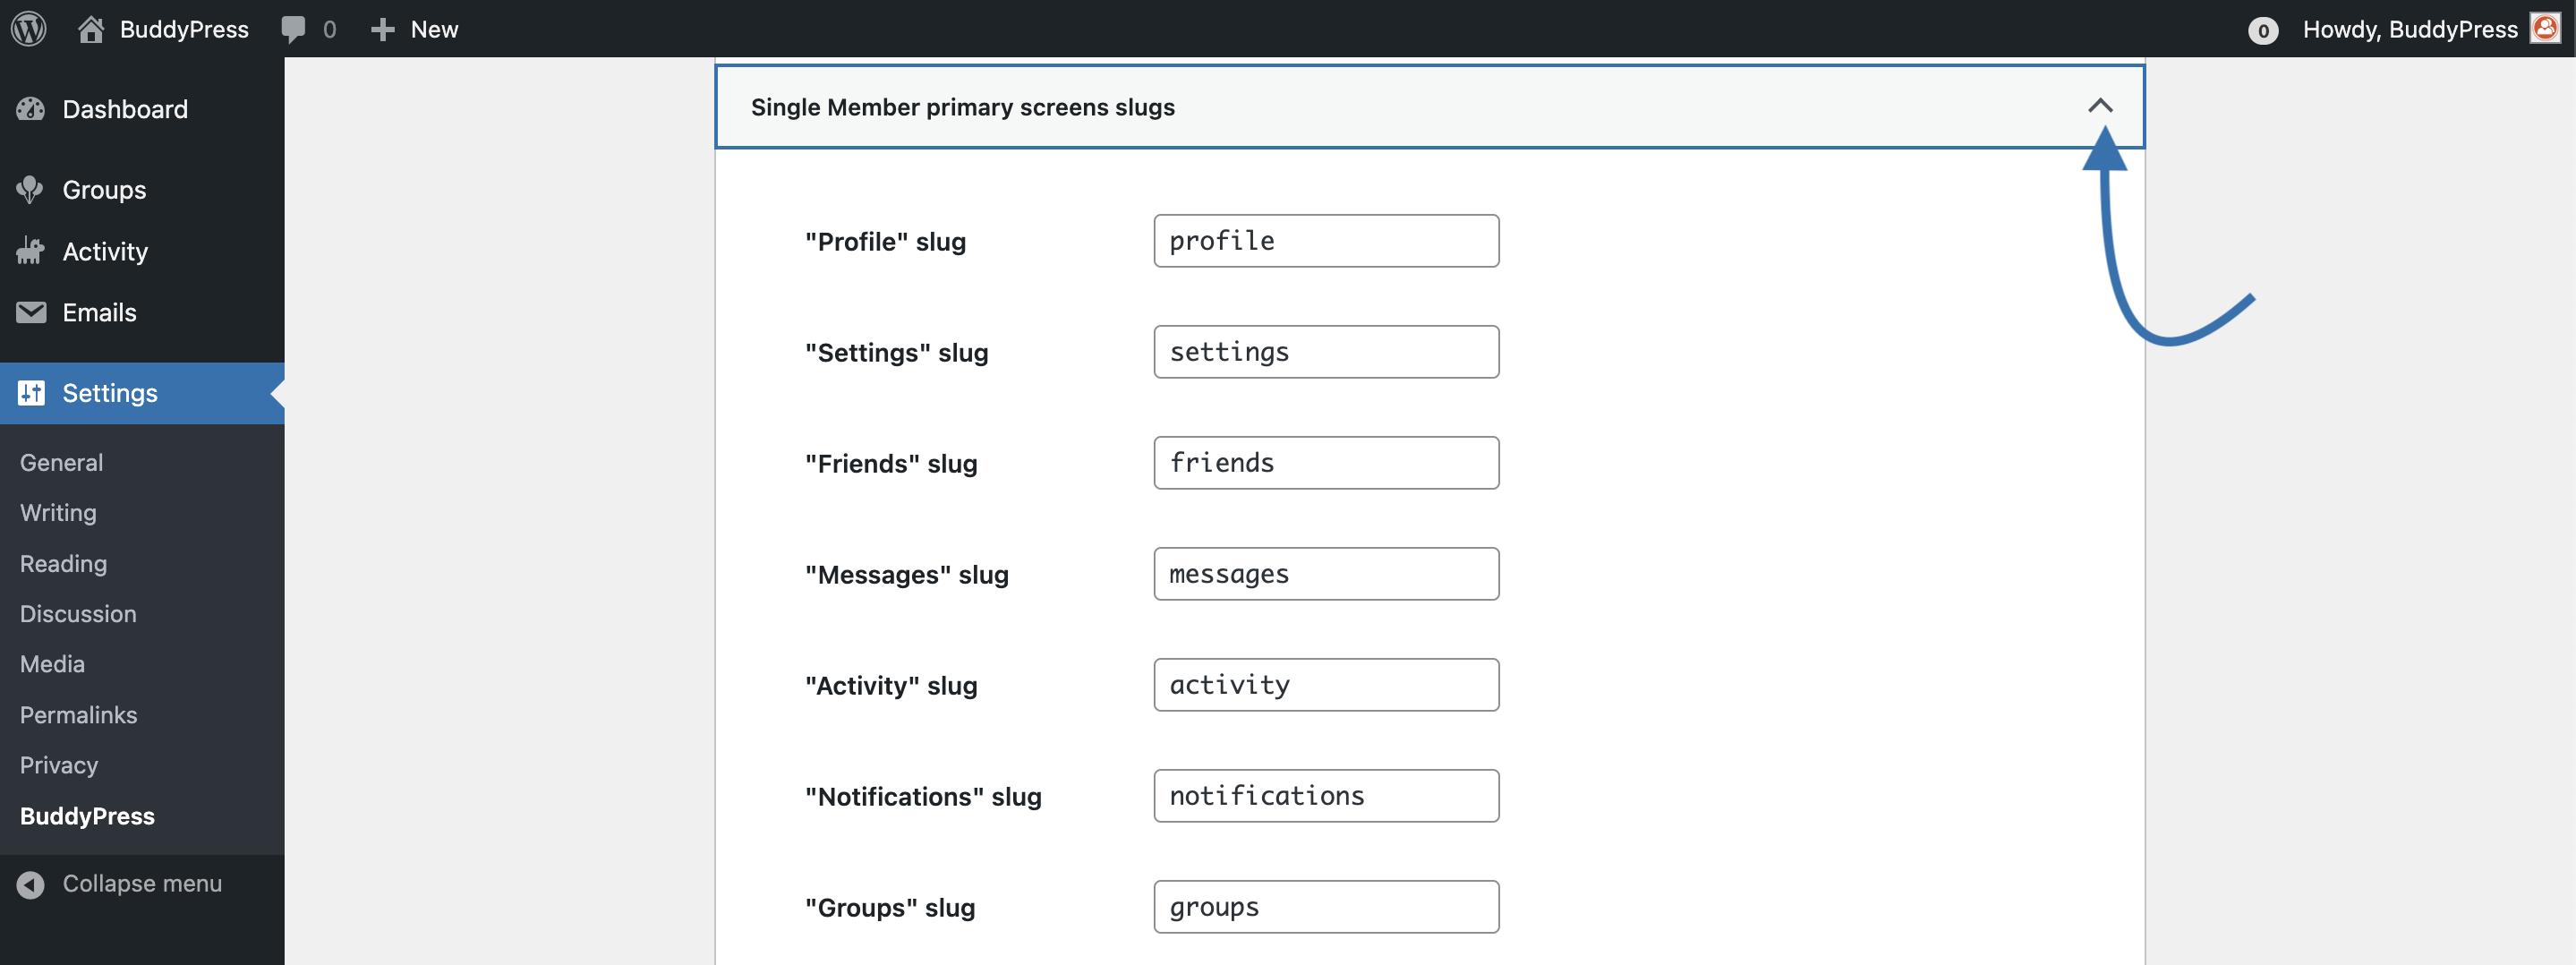 BuddyPress
0
New
0
Howdy, BuddyPress
Dashboard
Groups
Activity
Emails
Settings
General
Writing
Reading
Discussion
Media
Permalinks
Privacy
BuddyPress
Collapse menu
Single Member primary screens slugs
"Profile" slug
profile
"Settings" slug
settings
"Friends" slug
friends
"Messages" slug
messages
"Activity" slug
activity
"Notifications" slug
notifications
"Groups" slug
groups